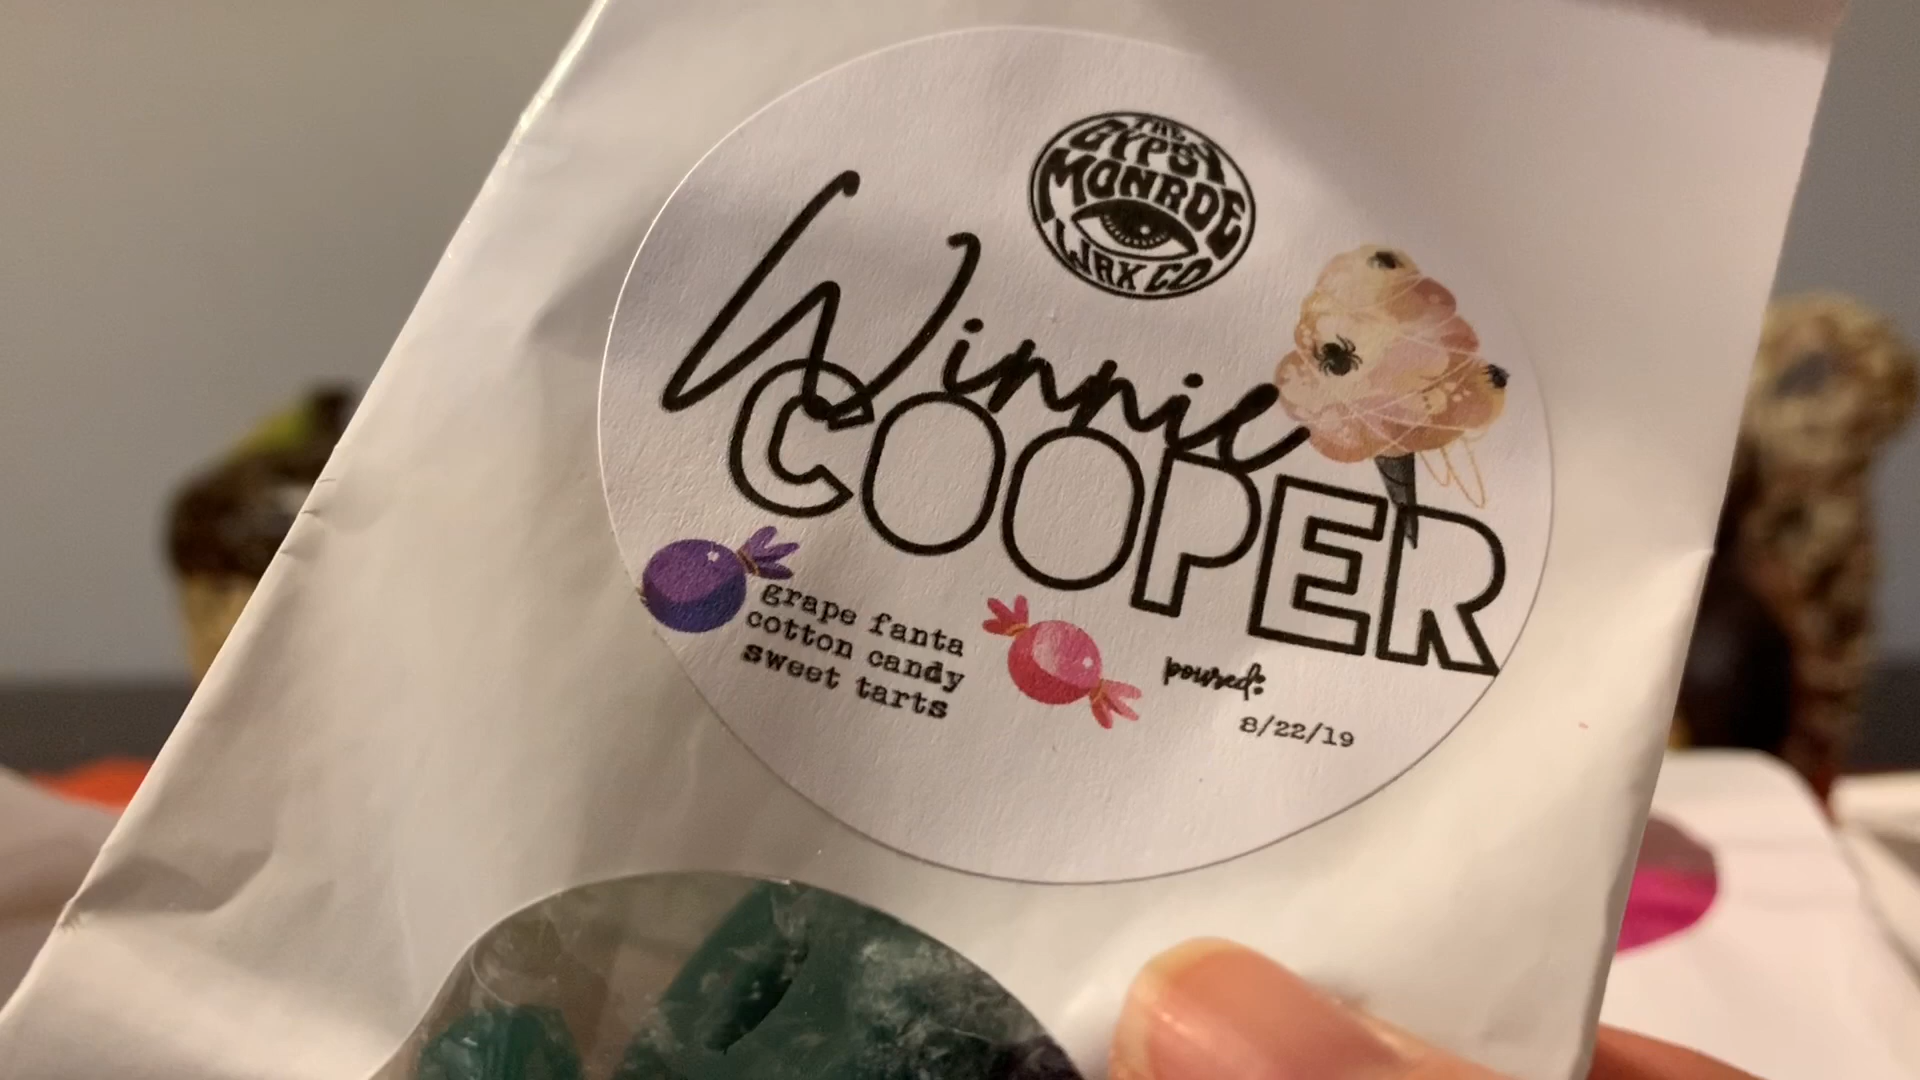 THE
GYPSY
MONROE
WAX CO
Winnie
COOPER
grape fanta
cotton candy
sweet tarts
poured:
8/22/19